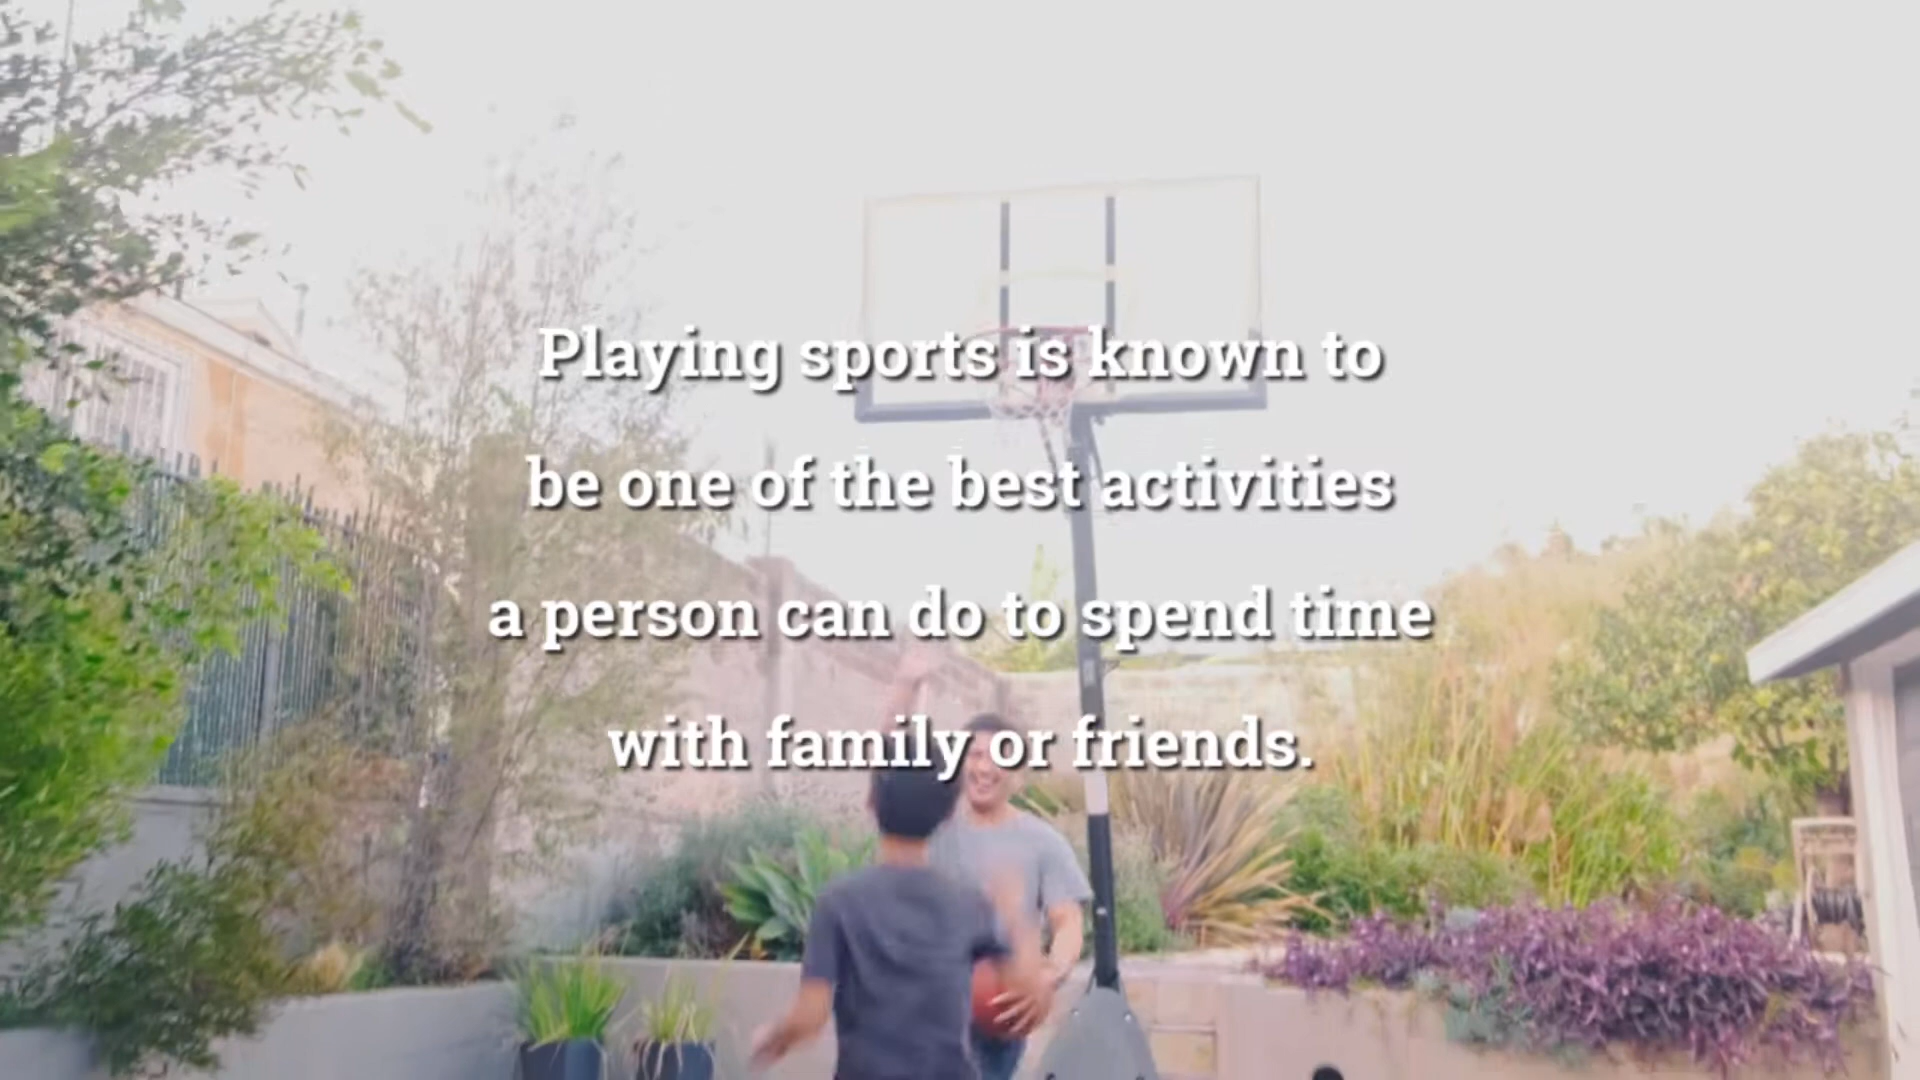 Playing sports is known to
be one of the best activities
a person can do to spend time
with family or friends.